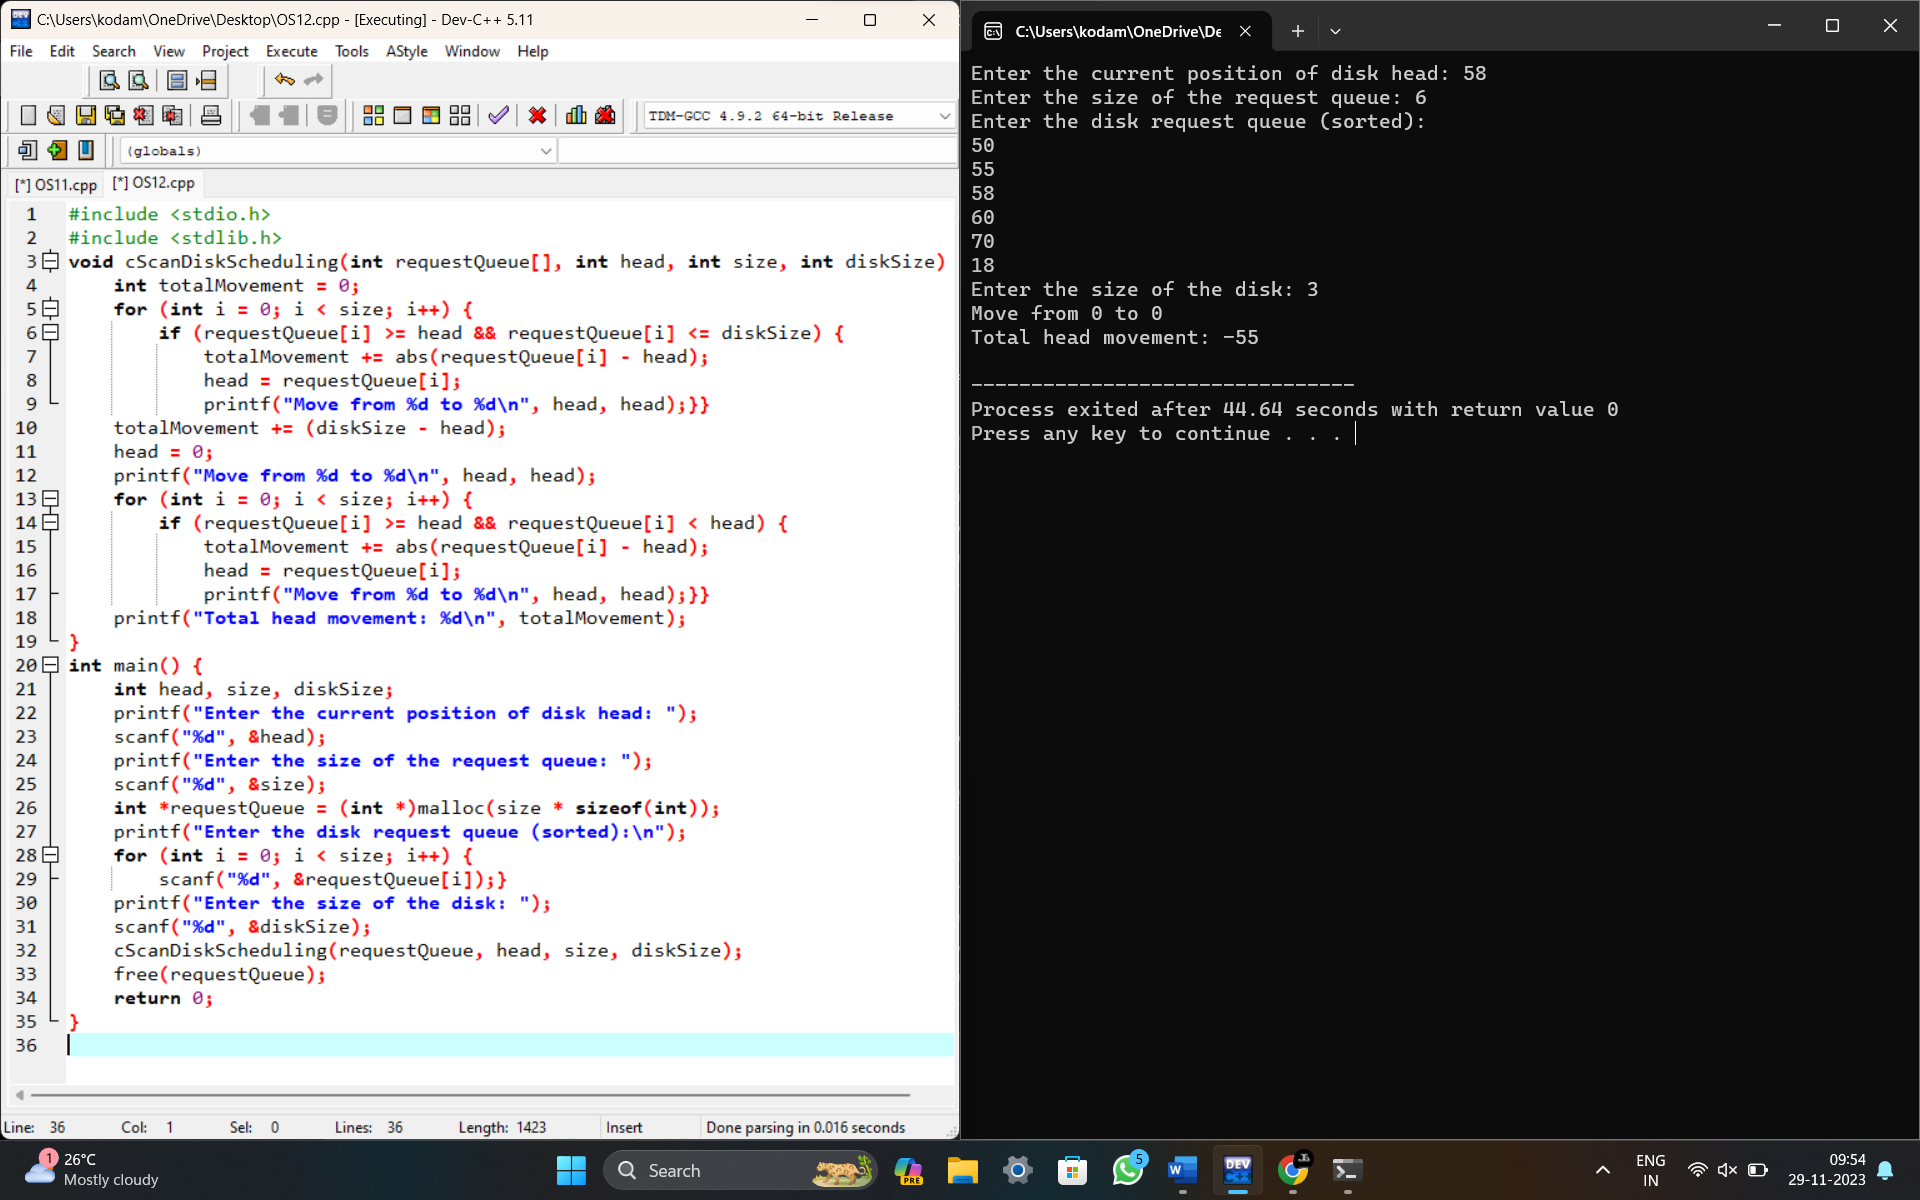 C:\Users\kodam\OneDrive\Desktop\OS12.cpp - [Executing] - Dev-C++ 5.11
File Edit Search View Project Execute Tools AStyle Window Help
TDM-GCC 4.9.2 64-bit Release
(globals)
[*] OS11.cpp [*] OS12.cpp
1 #include <stdio.h>
2 #include <stdlib.h>
3 void cScanDiskScheduling(int requestQueue[], int head, int size, int diskSize)
4 int totalMovement = 0;
5 for (int i = 0; i < size; i++) {
6 if (requestQueue[i] >= head && requestQueue[i] <= diskSize) {
7 totalMovement += abs(requestQueue[i] - head);
8 head = requestQueue[i];
9 printf("Move from %d to %d\n", head, head);}}
10 totalMovement += (diskSize - head);
11 head = 0;
12 printf("Move from %d to %d\n", head, head);
13 for (int i = 0; i < size; i++) {
14 if (requestQueue[i] >= head && requestQueue[i] < head) {
15 totalMovement += abs(requestQueue[i] - head);
16 head = requestQueue[i];
17 printf("Move from %d to %d\n", head, head);}}
18 printf("Total head movement: %d\n", totalMovement);
19 }
20 int main() {
21 int head, size, diskSize;
22 printf("Enter the current position of disk head: ");
23 scanf("%d", &head);
24 printf("Enter the size of the request queue: ");
25 scanf("%d", &size);
26 int *requestQueue = (int *)malloc(size * sizeof(int));
27 printf("Enter the disk request queue (sorted):\n");
28 for (int i = 0; i < size; i++) {
29 scanf("%d", &requestQueue[i]);}
30 printf("Enter the size of the disk: ");
31 scanf("%d", &diskSize);
32 cScanDiskScheduling(requestQueue, head, size, diskSize);
33 free(requestQueue);
34 return 0;
35 }
36
Line: 36 Col: 1 Sel: 0 Lines: 36 Length: 1423 Insert Done parsing in 0.016 seconds
C:\Users\kodam\OneDrive\De
Enter the current position of disk head: 58
Enter the size of the request queue: 6
Enter the disk request queue (sorted):
50
55
58
60
70
18
Enter the size of the disk: 3
Move from 0 to 0
Total head movement: -55
--------------------------------
Process exited after 44.64 seconds with return value 0
Press any key to continue . . .
1
26°C
Mostly cloudy
Search
PRE
5
W
DEV
C++
ENG
IN
09:54
29-11-2023